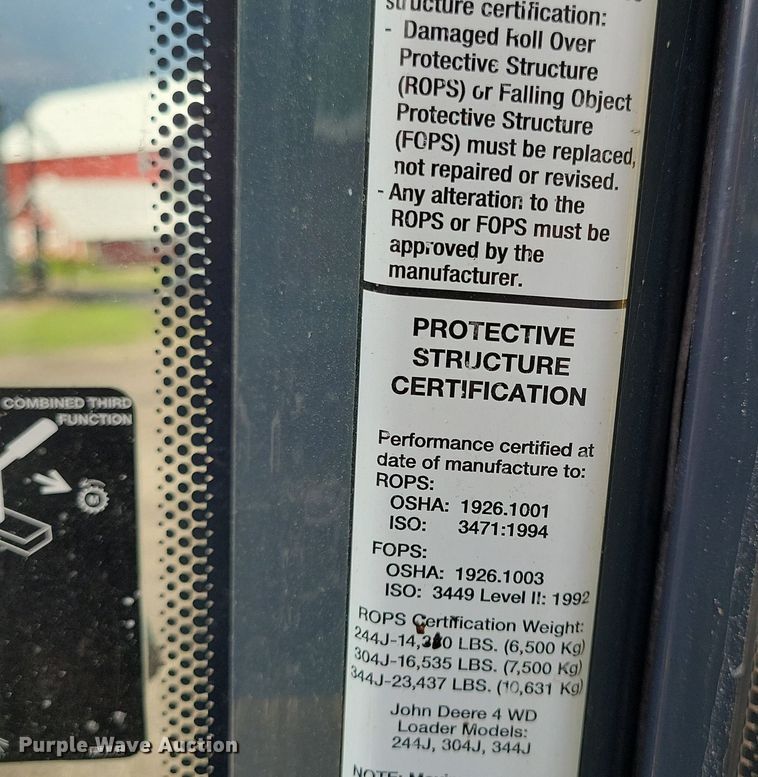 structure certification:
- Damaged Roll Over
Protective Structure
(ROPS) or Falling Object
Protective Structure
(FOPS) must be replaced,
not repaired or revised.
- Any alteration to the
ROPS or FOPS must be
approved by the
manufacturer.
PROTECTIVE
STRUCTURE
CERTIFICATION
Performance certified at
date of manufacture to:
ROPS:
OSHA: 1926.1001
ISO: 3471:1994
FOPS:
OSHA: 1926.1003
ISO: 3449 Level II: 1992
ROPS Certification Weight:
LBS. (6,500 Kg)
304J-16,535 LBS. (7,500 Kg)
344J-23,437 LBS. (10,631 Kg)
John Deere 4 WD
Loader Models:
244J, 304J, 344J
NOTE:
COMBINED THIRD
FUNCTION
Purple Wave Auction